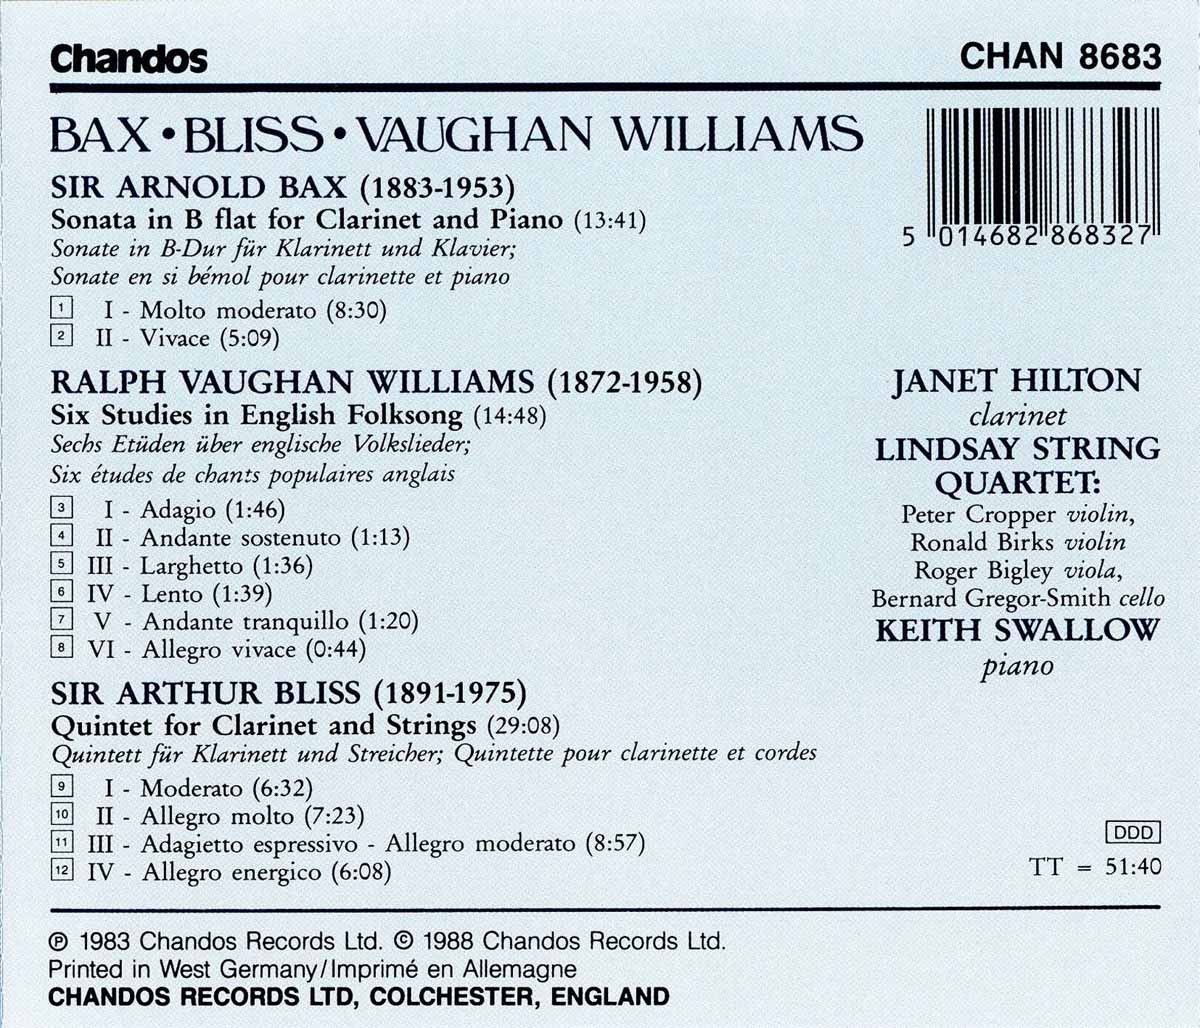 Chandos
CHAN 8683
BAX • BLISS • VAUGHAN WILLIAMS
SIR ARNOLD BAX (1883-1953)
Sonata in B flat for Clarinet and Piano (13:41)
Sonate in B-Dur für Klarinett und Klavier;
Sonate en si bémol pour clarinette et piano
1 I - Molto moderato (8:30)
2 II - Vivace (5:09)
5 014682 868327
RALPH VAUGHAN WILLIAMS (1872-1958)
Six Studies in English Folksong (14:48)
Sechs Etüden über englische Volkslieder;
Six études de chants populaires anglais
3 I - Adagio (1:46)
4 II - Andante sostenuto (1:13)
5 III - Larghetto (1:36)
6 IV - Lento (1:39)
7 V - Andante tranquillo (1:20)
8 VI - Allegro vivace (0:44)
SIR ARTHUR BLISS (1891-1975)
Quintet for Clarinet and Strings (29:08)
Quintett für Klarinett und Streicher; Quintette pour clarinette et cordes
9 I - Moderato (6:32)
10 II - Allegro molto (7:23)
11 III - Adagietto espressivo - Allegro moderato (8:57)
12 IV - Allegro energico (6:08)
JANET HILTON
clarinet
LINDSAY STRING
QUARTET:
Peter Cropper violin,
Ronald Birks violin
Roger Bigley viola,
Bernard Gregor-Smith cello
KEITH SWALLOW
piano
DDD
TT = 51:40
℗ 1983 Chandos Records Ltd. © 1988 Chandos Records Ltd.
Printed in West Germany/Imprimé en Allemagne
CHANDOS RECORDS LTD, COLCHESTER, ENGLAND